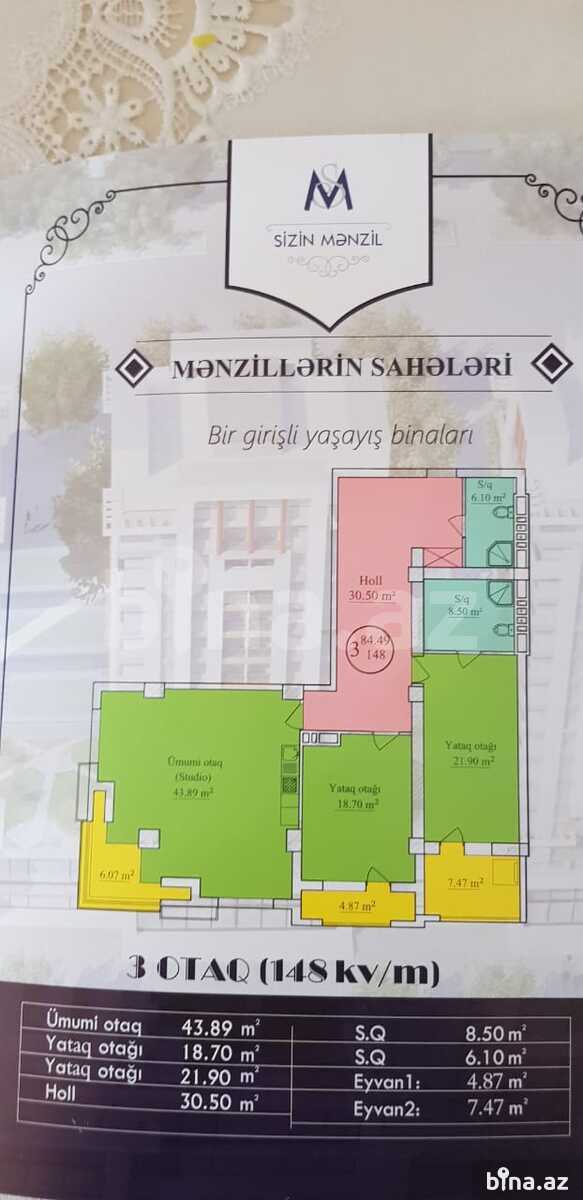 SIZIN MƏNZIL
MƏNZİLLƏRİN SAHƏLƏRİ
Bir girişli yaşayış binaları
S/q
6.10 m²
Holl
30.50 m²
S/q
8.50 m²
3 84.49
148
bina.az
Ümumi otaq
(Studio)
43.89 m²
Yataq otağı
21.90 m²
Yataq otağı
18.70 m²
6.07 m²
4.87 m²
7.47 m²
3 OTAQ (148 kv/m)
Ümumi otaq 43.89 m² S.Q 8.50 m²
Yataq otağı 18.70 m² S.Q 6.10 m²
Yataq otağı 21.90 m² Eyvan1: 4.87 m²
Holl 30.50 m² Eyvan2: 7.47 m²
bina.az